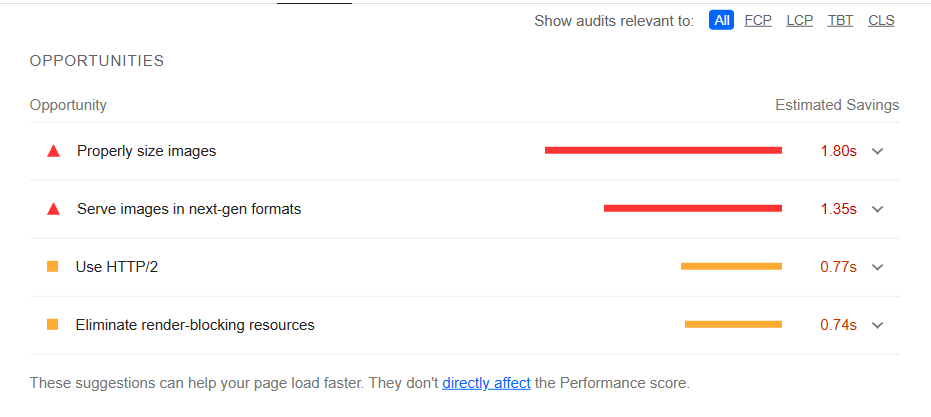 Show audits relevant to: All FCP LCP TBT CLS
OPPORTUNITIES
Opportunity Estimated Savings
Properly size images 1.80s
Serve images in next-gen formats 1.35s
Use HTTP/2 0.77s
Eliminate render-blocking resources 0.74s
These suggestions can help your page load faster. They don't directly affect the Performance score.